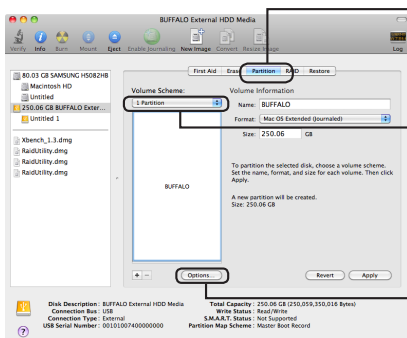 BUFFALO External HDD Media
Verify Info Burn Mount Eject Enable Journaling New Image Convert Resize Image Log
First Aid Erase Partition RAID Restore
80.03 GB SAMSUNG HS082HB
Macintosh HD
Untitled
250.06 GB BUFFALO Exter...
Untitled 1
Xbench_1.3.dmg
RaidUtility.dmg
RaidUtility.dmg
RaidUtility.dmg
Volume Scheme:
1 Partition
BUFFALO
+ −
Options...
Volume Information
Name: BUFFALO
Format: Mac OS Extended (Journaled)
Size: 250.06 GB
To partition the selected disk, choose a volume scheme.
Set the name, format, and size for each volume. Then click
Apply.
A new partition will be created.
Size: 250.06 GB
Revert Apply
Disk Description : BUFFALO External HDD Media
Connection Bus : USB
Connection Type : External
USB Serial Number : 00101007400000000
Total Capacity : 250.06 GB (250,059,350,016 Bytes)
Write Status : Read/Write
S.M.A.R.T. Status : Not Supported
Partition Map Scheme : Master Boot Record
?